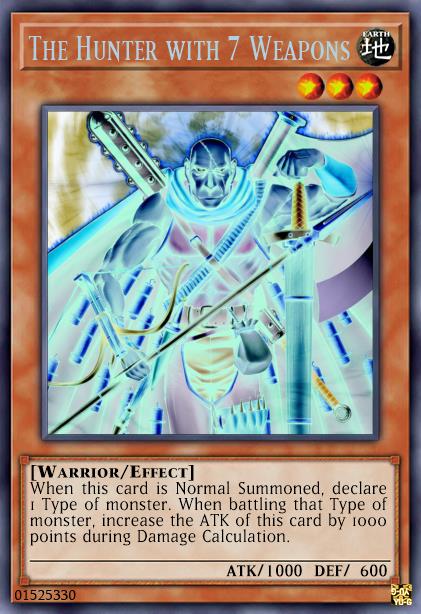 The Hunter with 7 Weapons
EARTH
地
[Warrior/Effect]
When this card is Normal Summoned, declare
1 Type of monster. When battling that Type of
monster, increase the ATK of this card by 1000
points during Damage Calculation.
ATK/1000 DEF/ 600
01525330